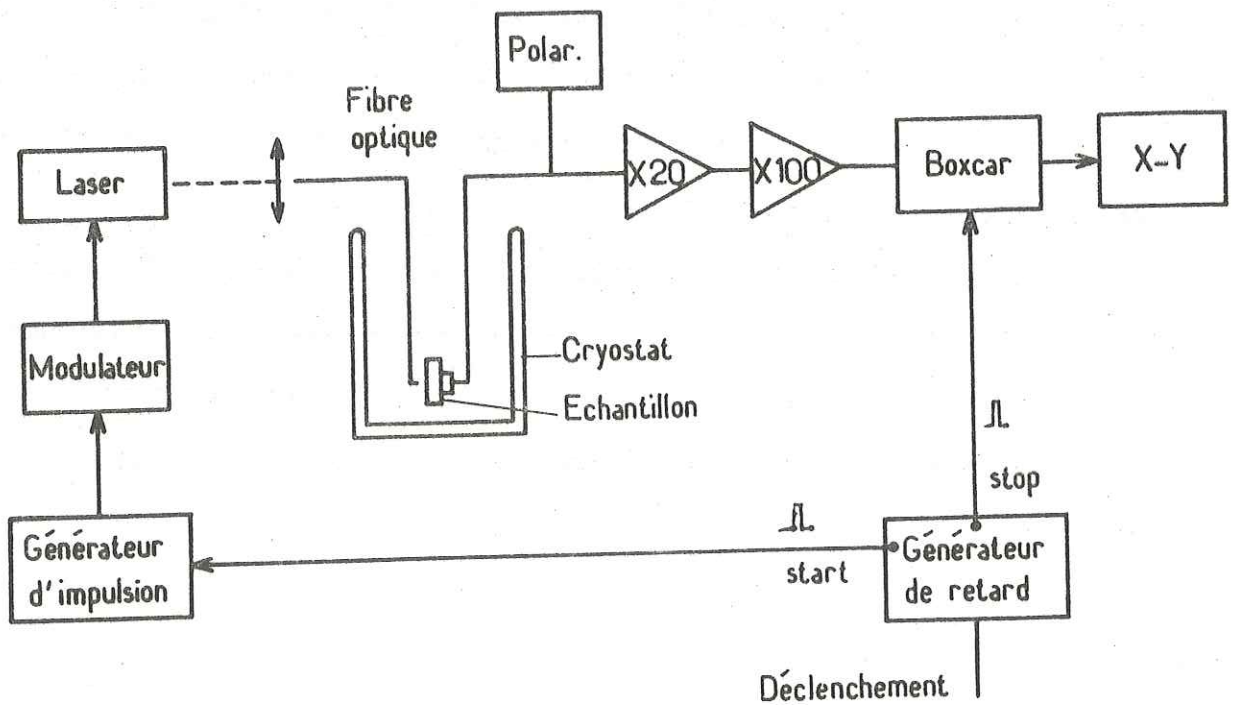 Polar.
Fibre
optique
Laser
X20
X100
Boxcar
X-Y
Modulateur
Cryostat
Echantillon
stop
Générateur
d'impulsion
start
Générateur
de retard
Déclenchement